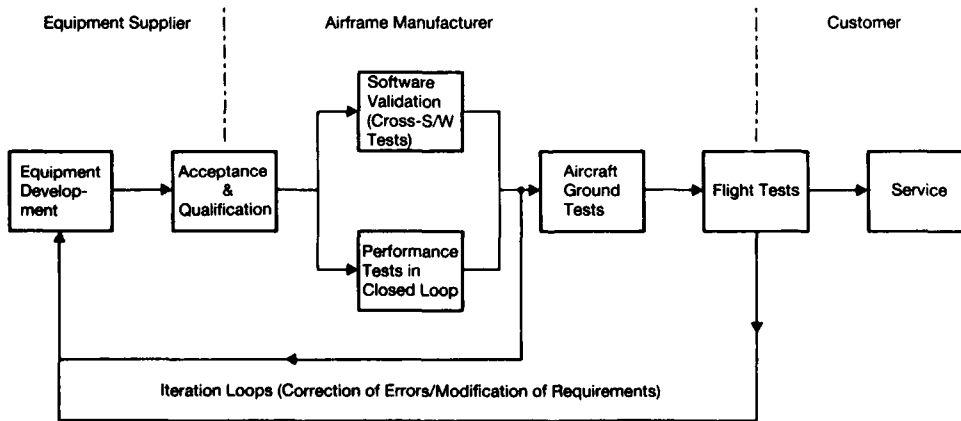 Equipment Supplier
Airframe Manufacturer
Customer
Software
Validation
(Cross-S/W
Tests)
Equipment
Develop-
ment
Acceptance
&
Qualification
Performance
Tests in
Closed Loop
Aircraft
Ground
Tests
Flight Tests
Service
Iteration Loops (Correction of Errors/Modification of Requirements)